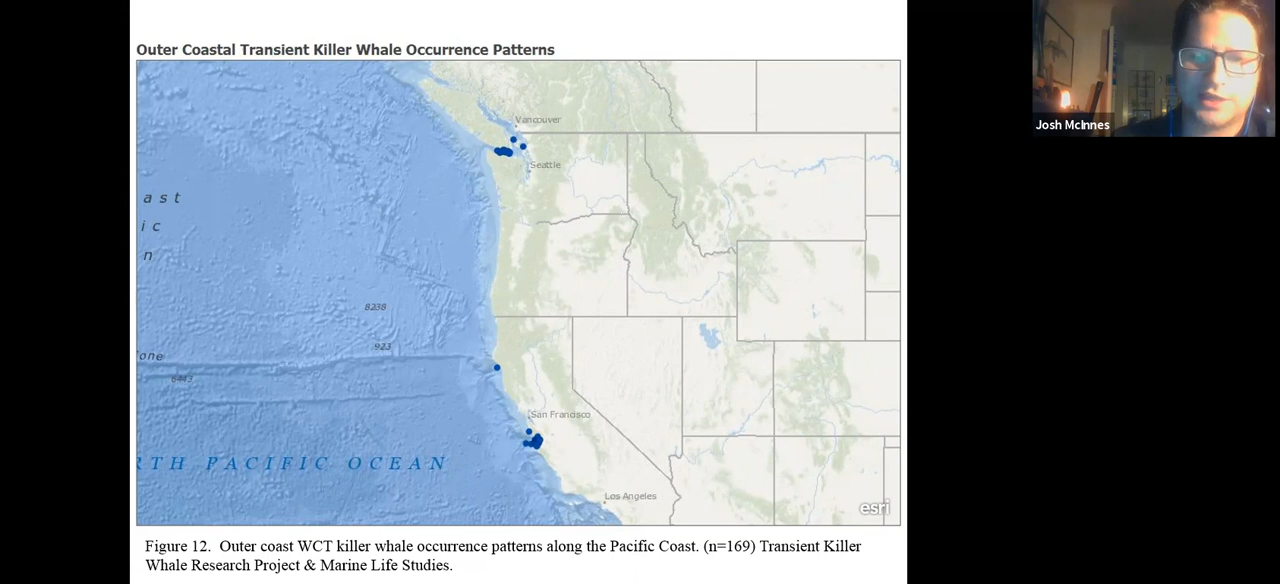 Outer Coastal Transient Killer Whale Occurrence Patterns
Josh McInnes
Vancouver
Seattle
ast
ic
n
8238
923
one
6443
San Francisco
RTH PACIFIC OCEAN
Los Angeles
esri
Figure 12. Outer coast WCT killer whale occurrence patterns along the Pacific Coast. (n=169) Transient Killer
Whale Research Project & Marine Life Studies.